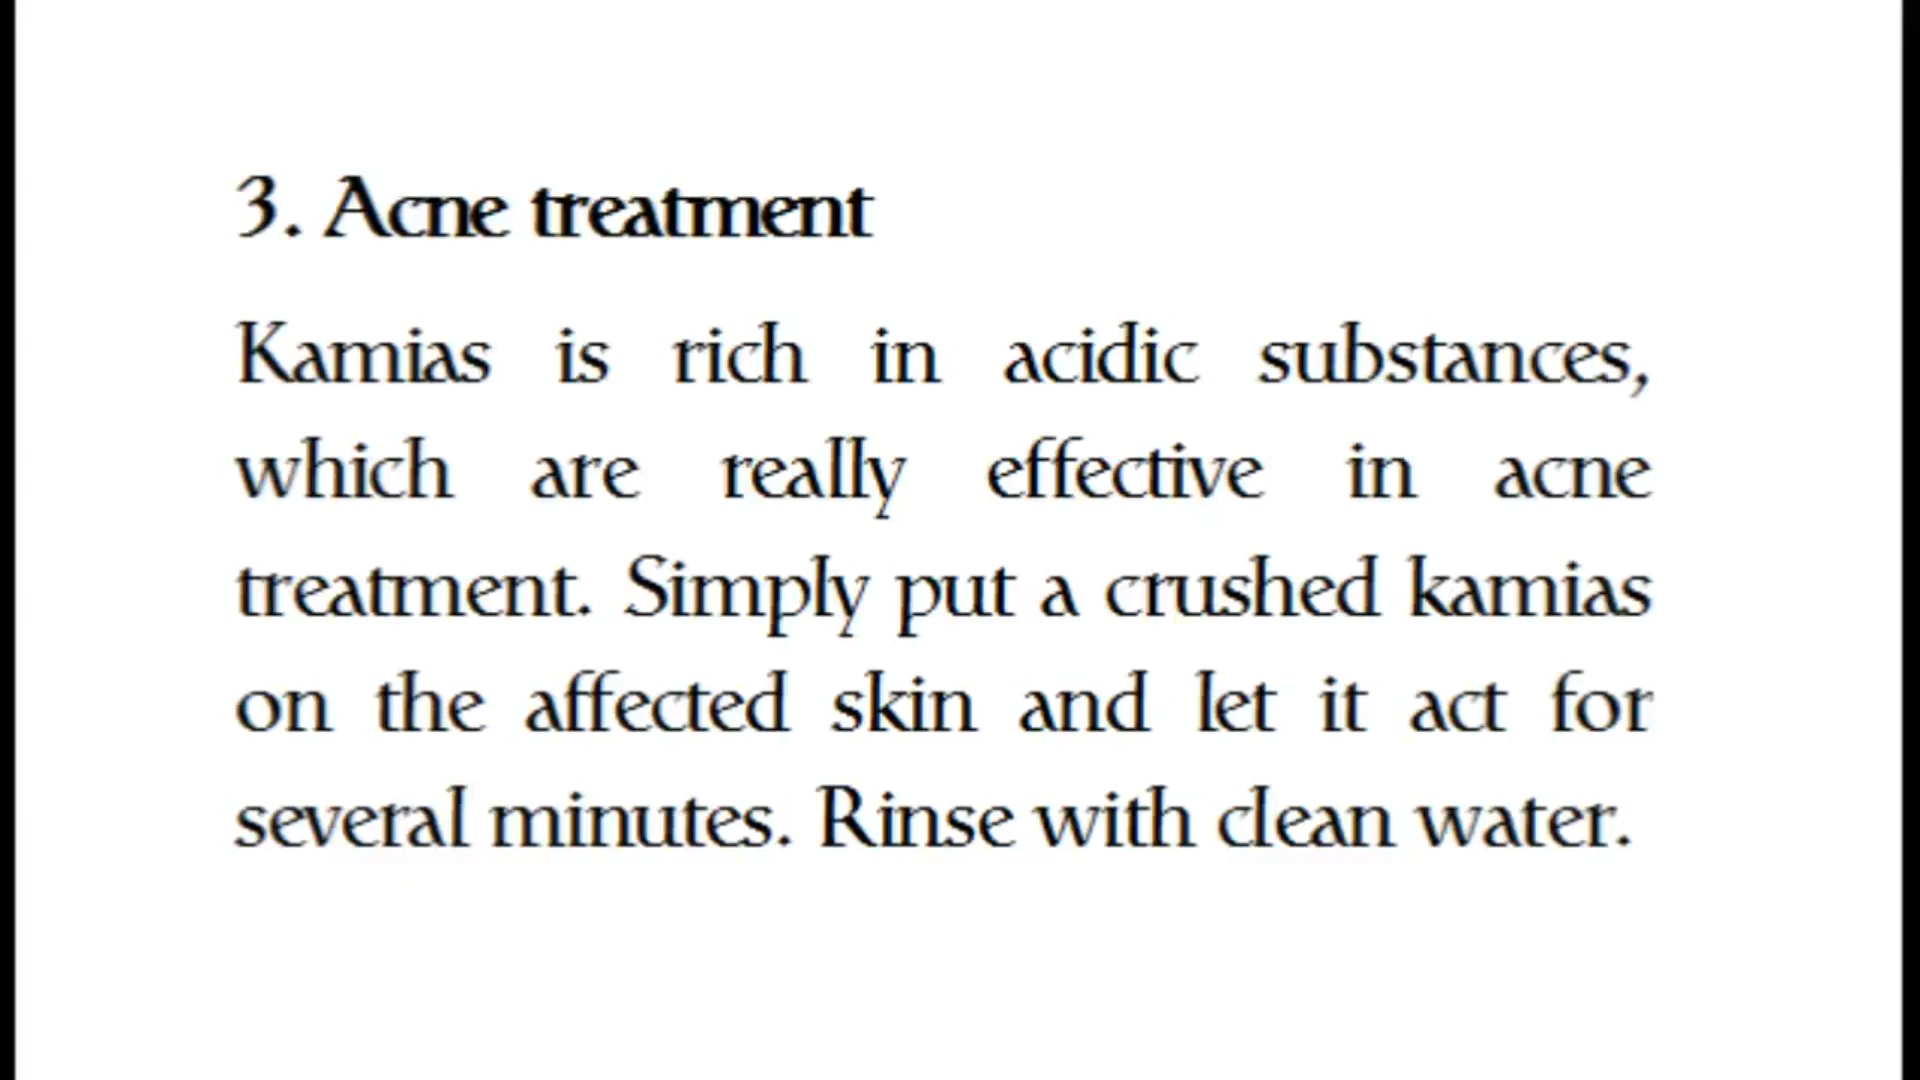 3. Acne treatment
Kamias is rich in acidic substances,
which are really effective in acne
treatment. Simply put a crushed kamias
on the affected skin and let it act for
several minutes. Rinse with clean water.